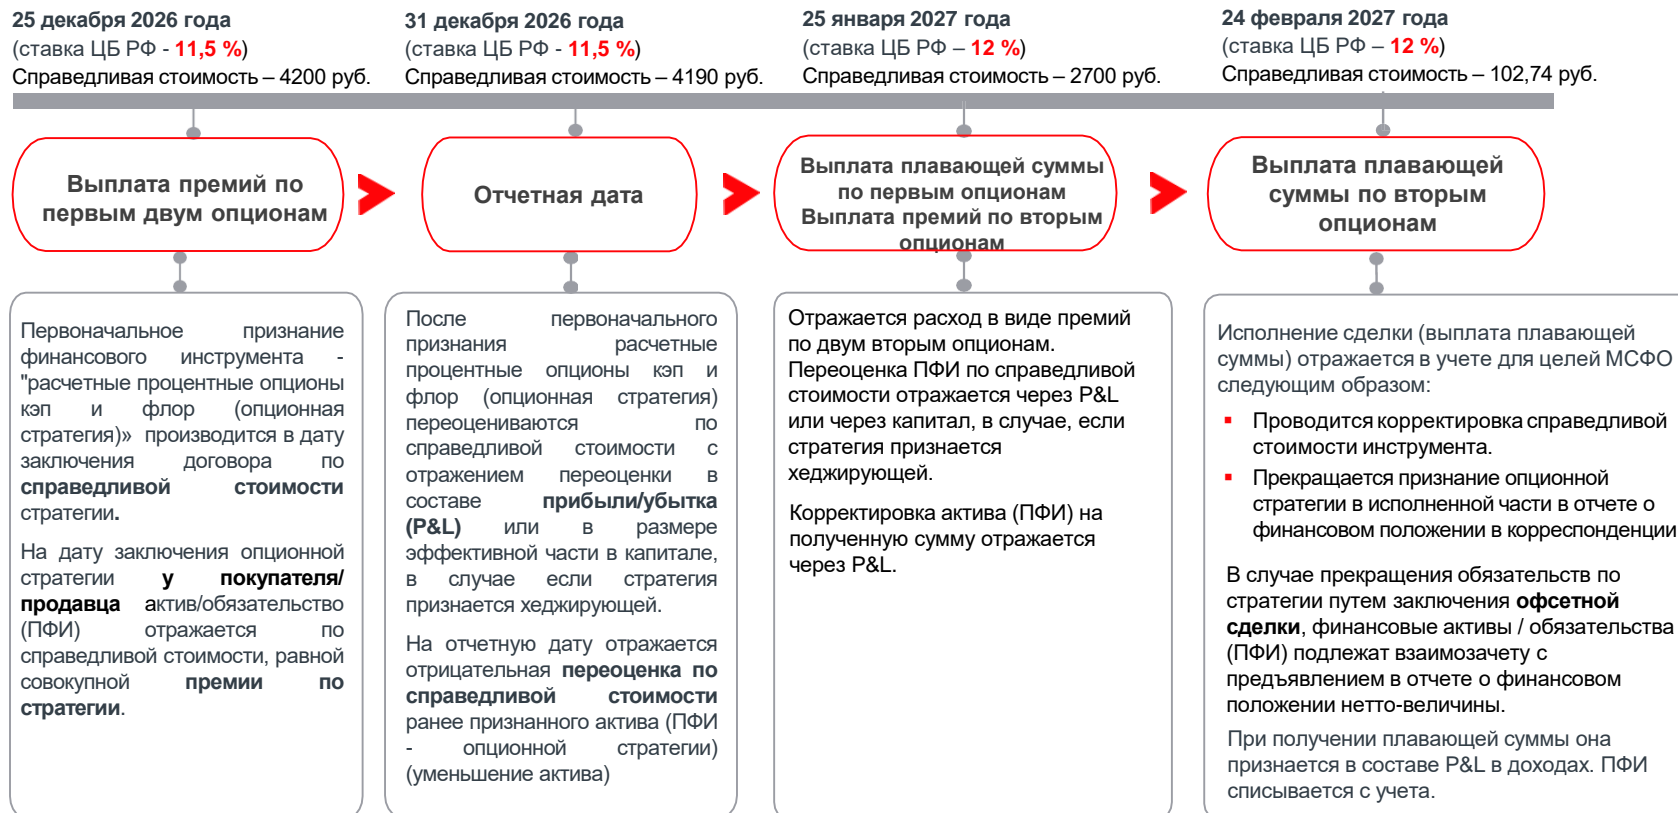 25 декабря 2026 года
(ставка ЦБ РФ - 11,5 %)
Справедливая стоимость – 4200 руб.
31 декабря 2026 года
(ставка ЦБ РФ - 11,5 %)
Справедливая стоимость – 4190 руб.
25 января 2027 года
(ставка ЦБ РФ – 12 %)
Справедливая стоимость – 2700 руб.
24 февраля 2027 года
(ставка ЦБ РФ – 12 %)
Справедливая стоимость – 102,74 руб.
Выплата премий по
первым двум опционам
Отчетная дата
Выплата плавающей суммы
по первым опционам
Выплата премий по вторым
опционам
Выплата плавающей
суммы по вторым
опционам
Первоначальное признание
финансового инструмента -
"расчетные процентные опционы
кэп и флор (опционная
стратегия)» производится в дату
заключения договора по
справедливой стоимости
стратегии.
На дату заключения опционной
стратегии у покупателя/
продавца актив/обязательство
(ПФИ) отражается по
справедливой стоимости, равной
совокупной премии по
стратегии.
После первоначального
признания расчетные
процентные опционы кэп и
флор (опционная стратегия)
переоцениваются по
справедливой стоимости с
отражением переоценки в
составе прибыли/убытка
(P&L) или в размере
эффективной части в капитале,
в случае если стратегия
признается хеджирующей.
На отчетную дату отражается
отрицательная переоценка по
справедливой стоимости
ранее признанного актива (ПФИ
- опционной стратегии)
(уменьшение актива)
Отражается расход в виде премий
по двум вторым опционам.
Переоценка ПФИ по справедливой
стоимости отражается через P&L
или через капитал, в случае, если
стратегия признается
хеджирующей.
Корректировка актива (ПФИ) на
полученную сумму отражается
через P&L.
Исполнение сделки (выплата плавающей
суммы) отражается в учете для целей МСФО
следующим образом:
▪ Проводится корректировка справедливой
стоимости инструмента.
▪ Прекращается признание опционной
стратегии в исполненной части в отчете о
финансовом положении в корреспонденции
В случае прекращения обязательств по
стратегии путем заключения офсетной
сделки, финансовые активы / обязательства
(ПФИ) подлежат взаимозачету с
предъявлением в отчете о финансовом
положении нетто-величины.
При получении плавающей суммы она
признается в составе P&L в доходах. ПФИ
списывается с учета.